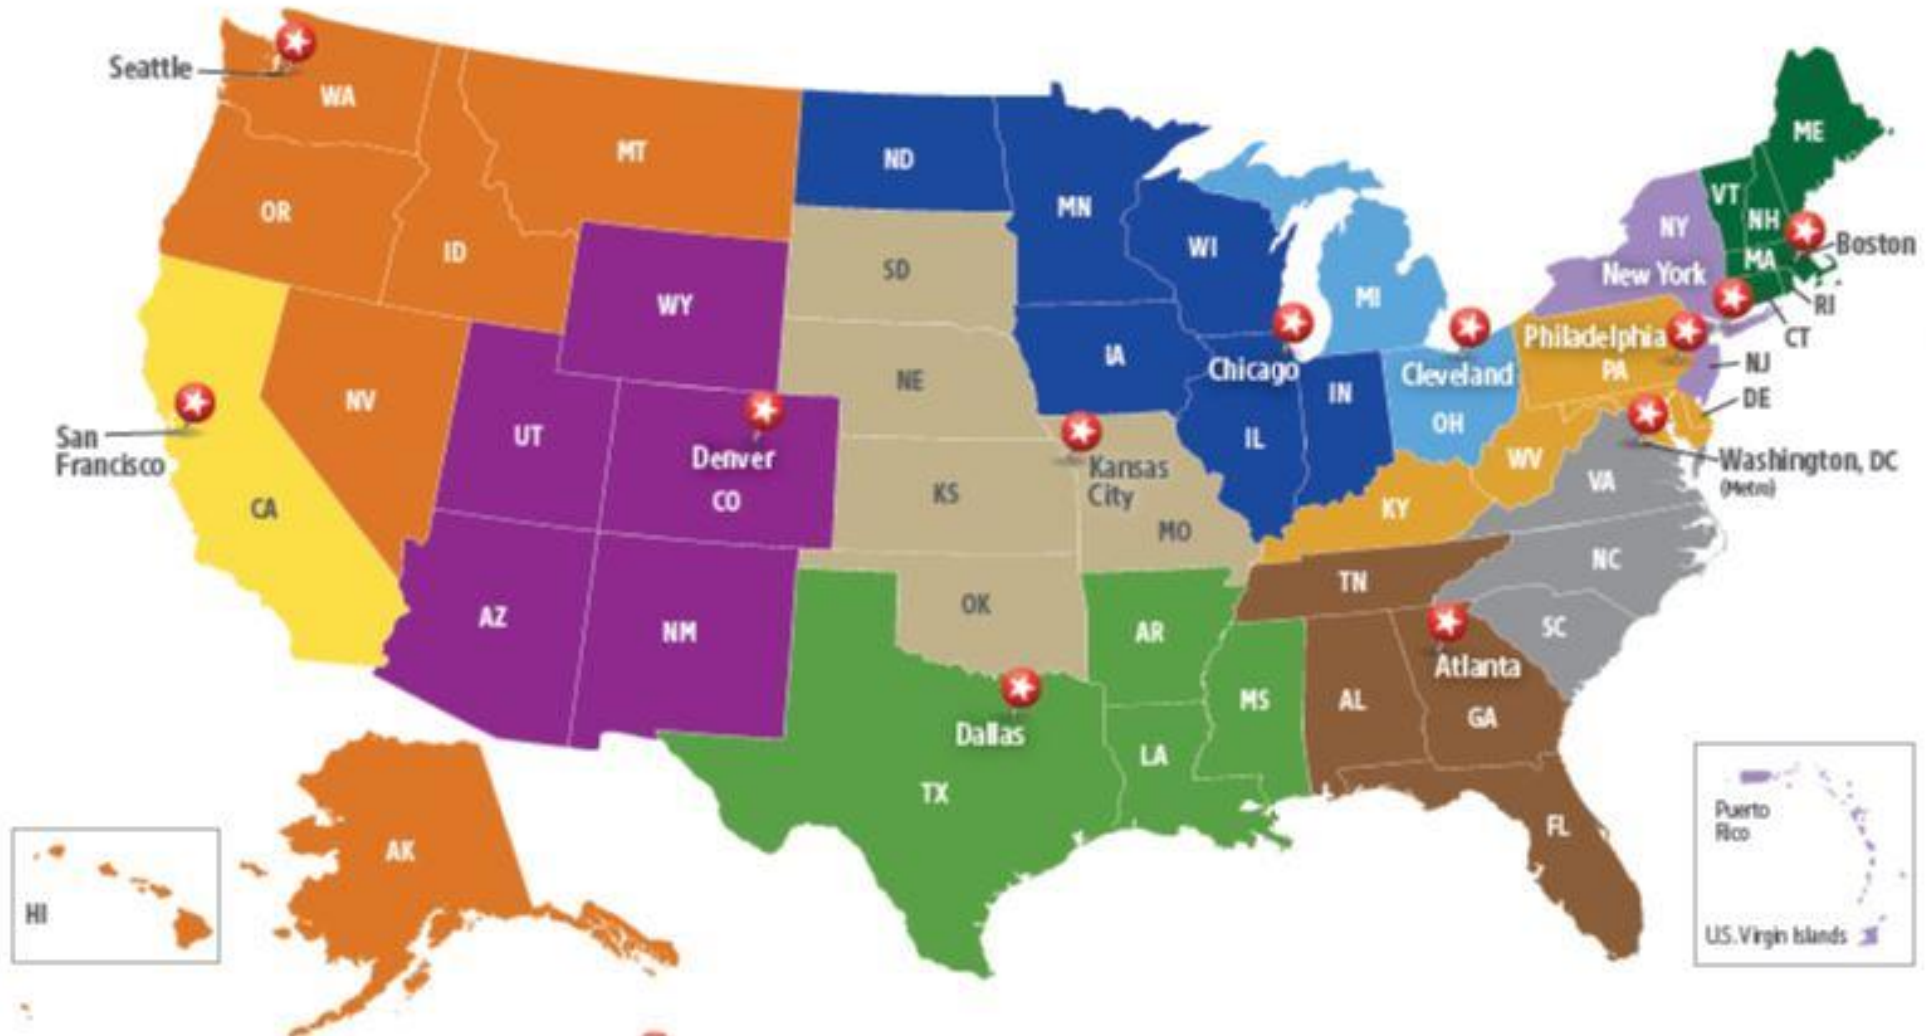 Seattle
WA
MT
ND
MN
ME
OR
ID
VT
NH
NY
WI
SD
MA
Boston
WY
New York
MI
RI
CT
Philadelphia
PA
NJ
DE
IA
Chicago
Cleveland
IN
OH
NE
NV
UT
San
Francisco
Denver
CO
IL
Kansas
City
WV
Washington, DC
(Metro)
VA
CA
KS
KY
MO
NC
AZ
NM
OK
TN
AR
SC
Atlanta
MS
AL
GA
Dallas
LA
TX
FL
Puerto
Rico
AK
HI
U.S. Virgin Islands